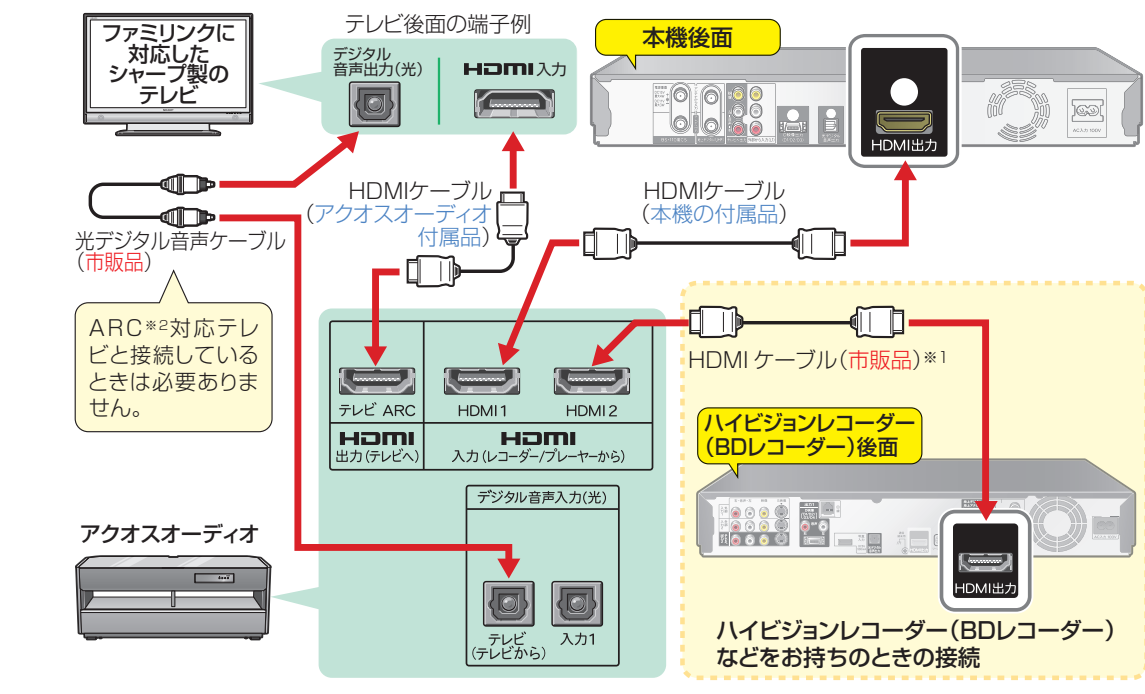 ファミリンクに
対応した
シャープ製の
テレビ
テレビ後面の端子例
デジタル
音声出力(光)
HDMI入力
本機後面
AC入力 100V
HDMI出力
HDMIケーブル
(アクオスオーディオ
付属品)
HDMIケーブル
(本機の付属品)
光デジタル音声ケーブル
(市販品)
ARC※2対応テレ
ビと接続している
ときは必要ありま
せん。
テレビ ARC
HDMI1
HDMI2
HDMI
出力(テレビへ)
HDMI
入力(レコーダー/プレーヤーから)
デジタル音声入力(光)
テレビ
(テレビから)
入力1
アクオスオーディオ
HDMI ケーブル(市販品)※1
ハイビジョンレコーダー
(BDレコーダー)後面
HDMI出力
ハイビジョンレコーダー(BDレコーダー)
などをお持ちのときの接続